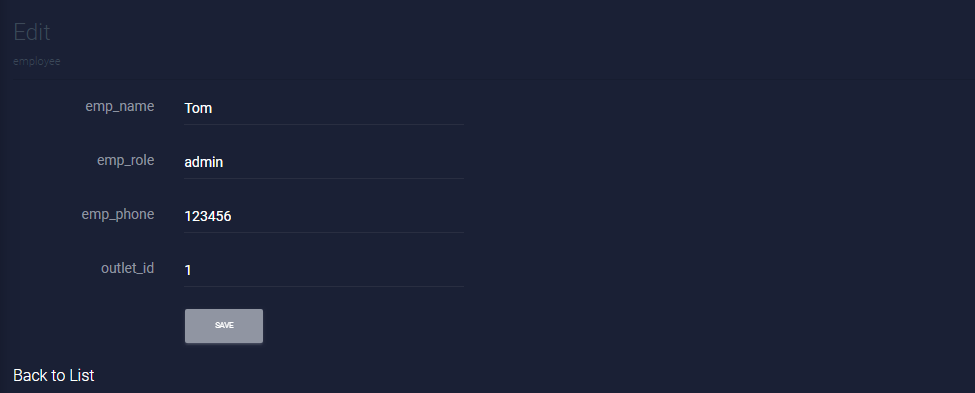 Edit
employee
emp_name Tom
emp_role admin
emp_phone 123456
outlet_id 1
SAVE
Back to List